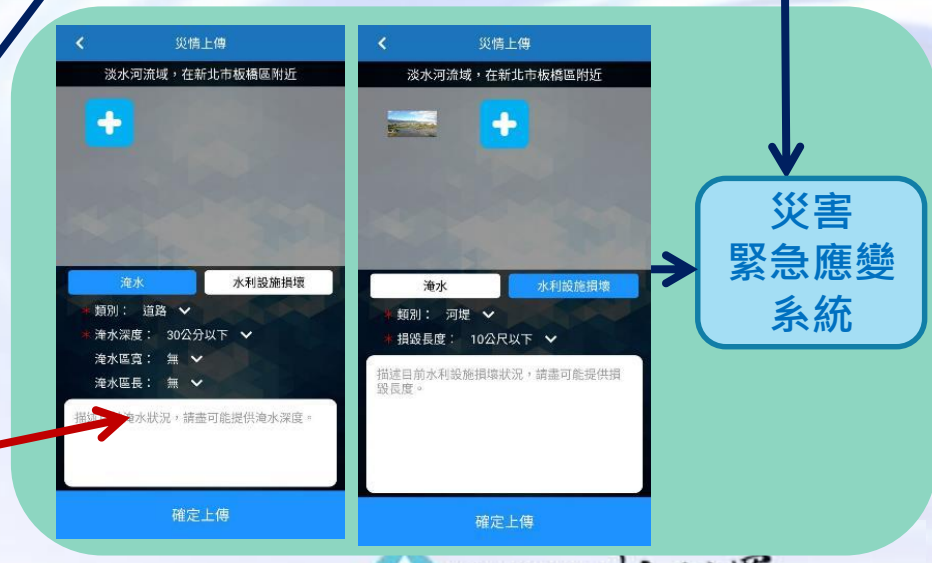 災情上傳
淡水河流域，在新北市板橋區附近
淹水
水利設施損壞
*類別： 道路
*淹水深度： 30公分以下
淹水區寬： 無
淹水區長： 無
淹水狀況，請盡可能提供淹水深度。
確定上傳
災情上傳
淡水河流域，在新北市板橋區附近
淹水
水利設施損壞
*類別： 河堤
*損毀長度： 10公尺以下
描述目前水利設施損壞狀況，請盡可能提供損
毀長度。
確定上傳
災害
緊急應變
系統